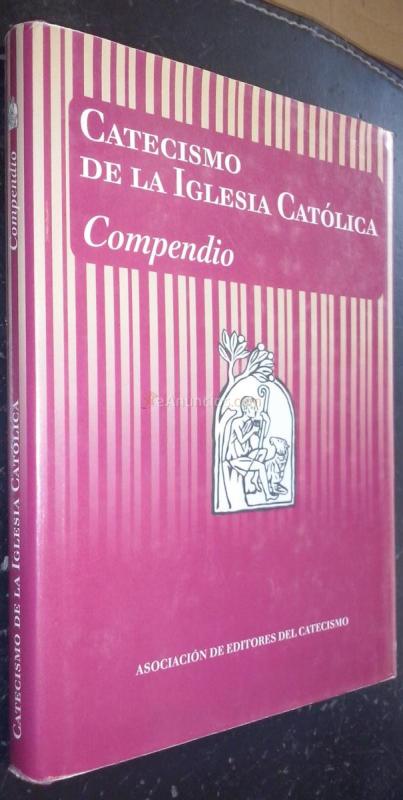 CATECISMO
DE LA IGLESIA CATÓLICA
Compendio
ASOCIACIÓN DE EDITORES DEL CATECISMO
CATECISMO DE LA IGLESIA CATÓLICA
Compendio